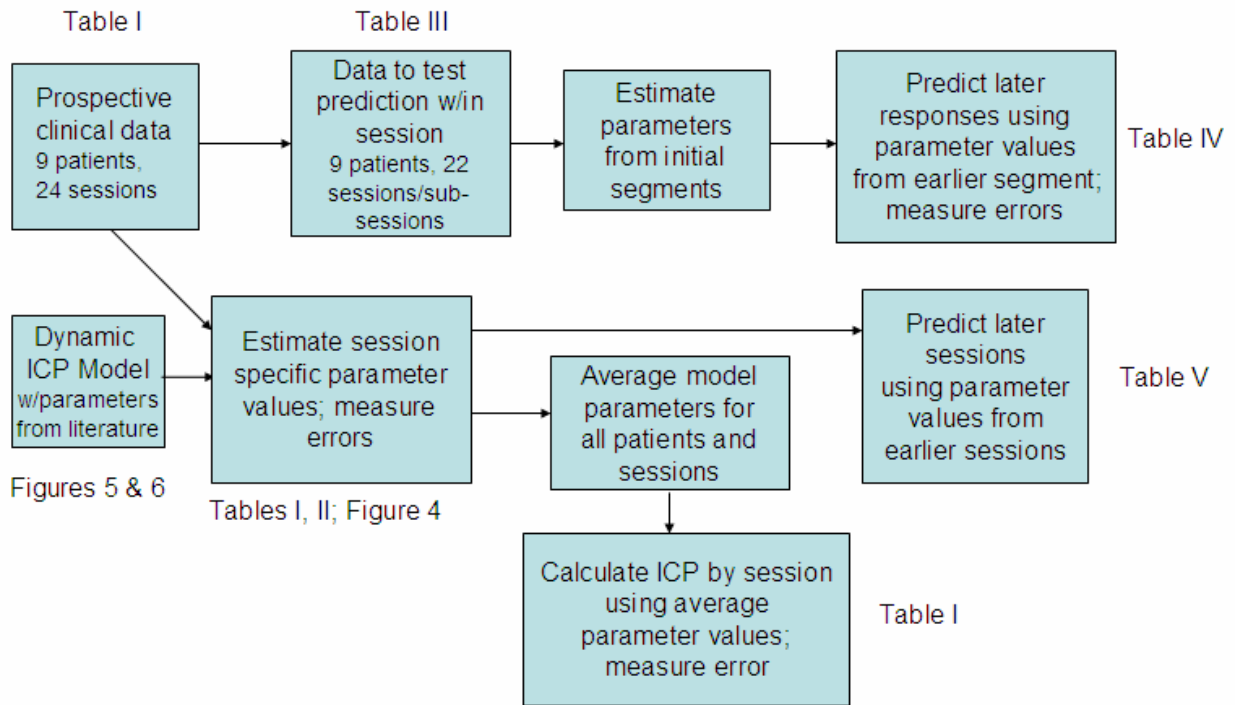 Table I
Table III
Prospective
clinical data
9 patients,
24 sessions
Data to test
prediction w/in
session
9 patients, 22
sessions/sub-
sessions
Estimate
parameters
from initial
segments
Predict later
responses using
parameter values
from earlier segment;
measure errors
Table IV
Dynamic
ICP Model
w/parameters
from literature
Figures 5 & 6
Estimate session
specific parameter
values; measure
errors
Tables I, II; Figure 4
Average model
parameters for
all patients and
sessions
Predict later
sessions
using parameter
values from
earlier sessions
Table V
Calculate ICP by session
using average
parameter values;
measure error
Table I